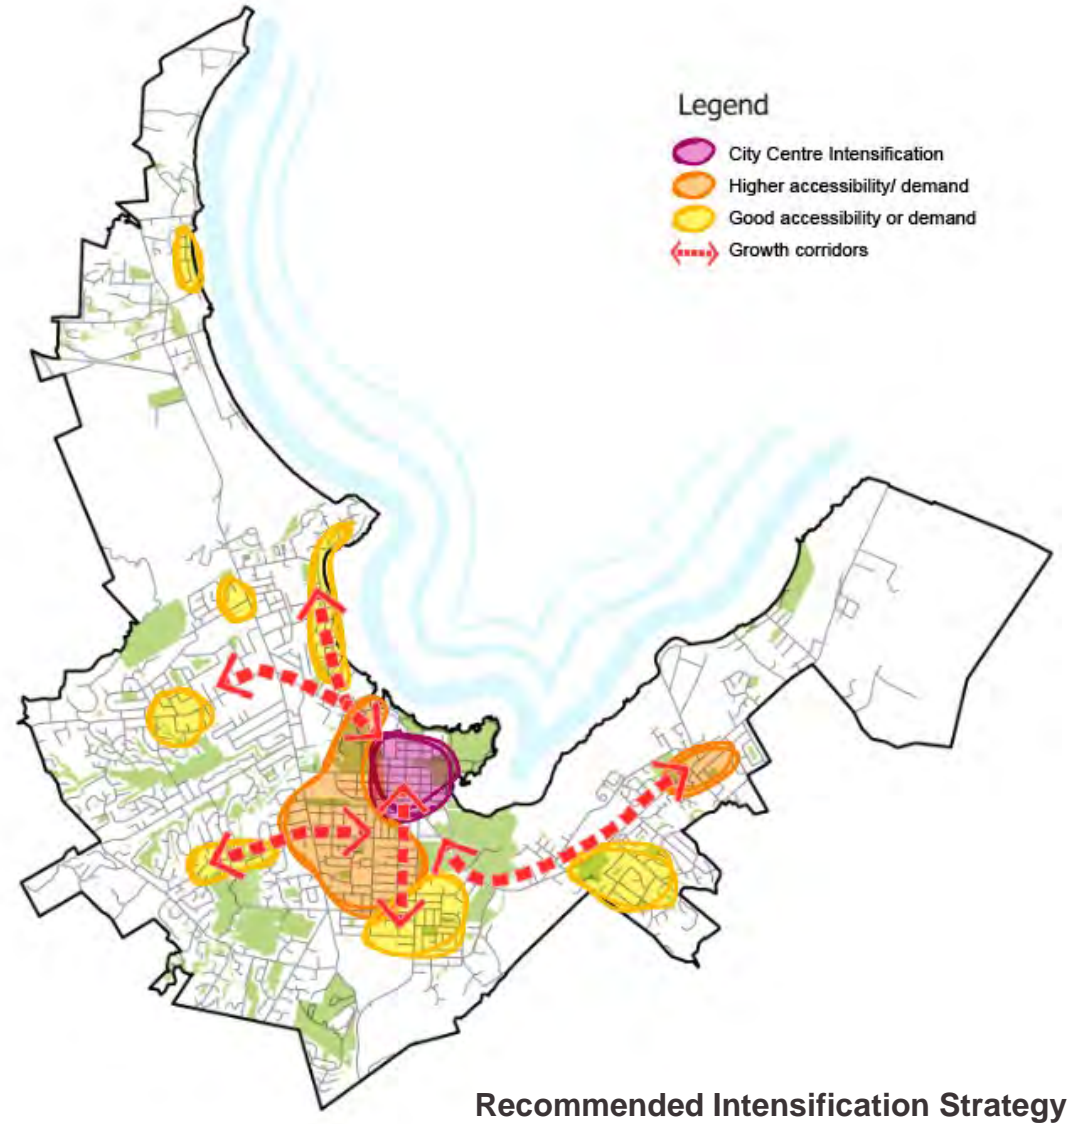 Legend
City Centre Intensification
Higher accessibility/ demand
Good accessibility or demand
Growth corridors
Recommended Intensification Strategy